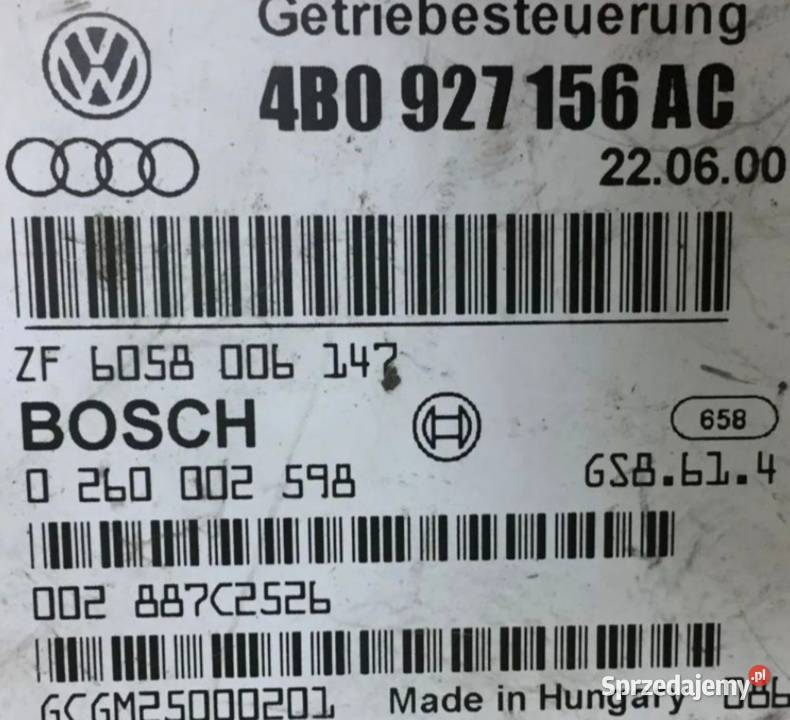 Getriebesteuerung
4B0 927 156 AC
22.06.00
ZF 6058 006 147
BOSCH
658
0 260 002 598
GS8.61.4
002 887C2526
GCGM25000201 Made in Hungary 086
Sprzedajemy.pl